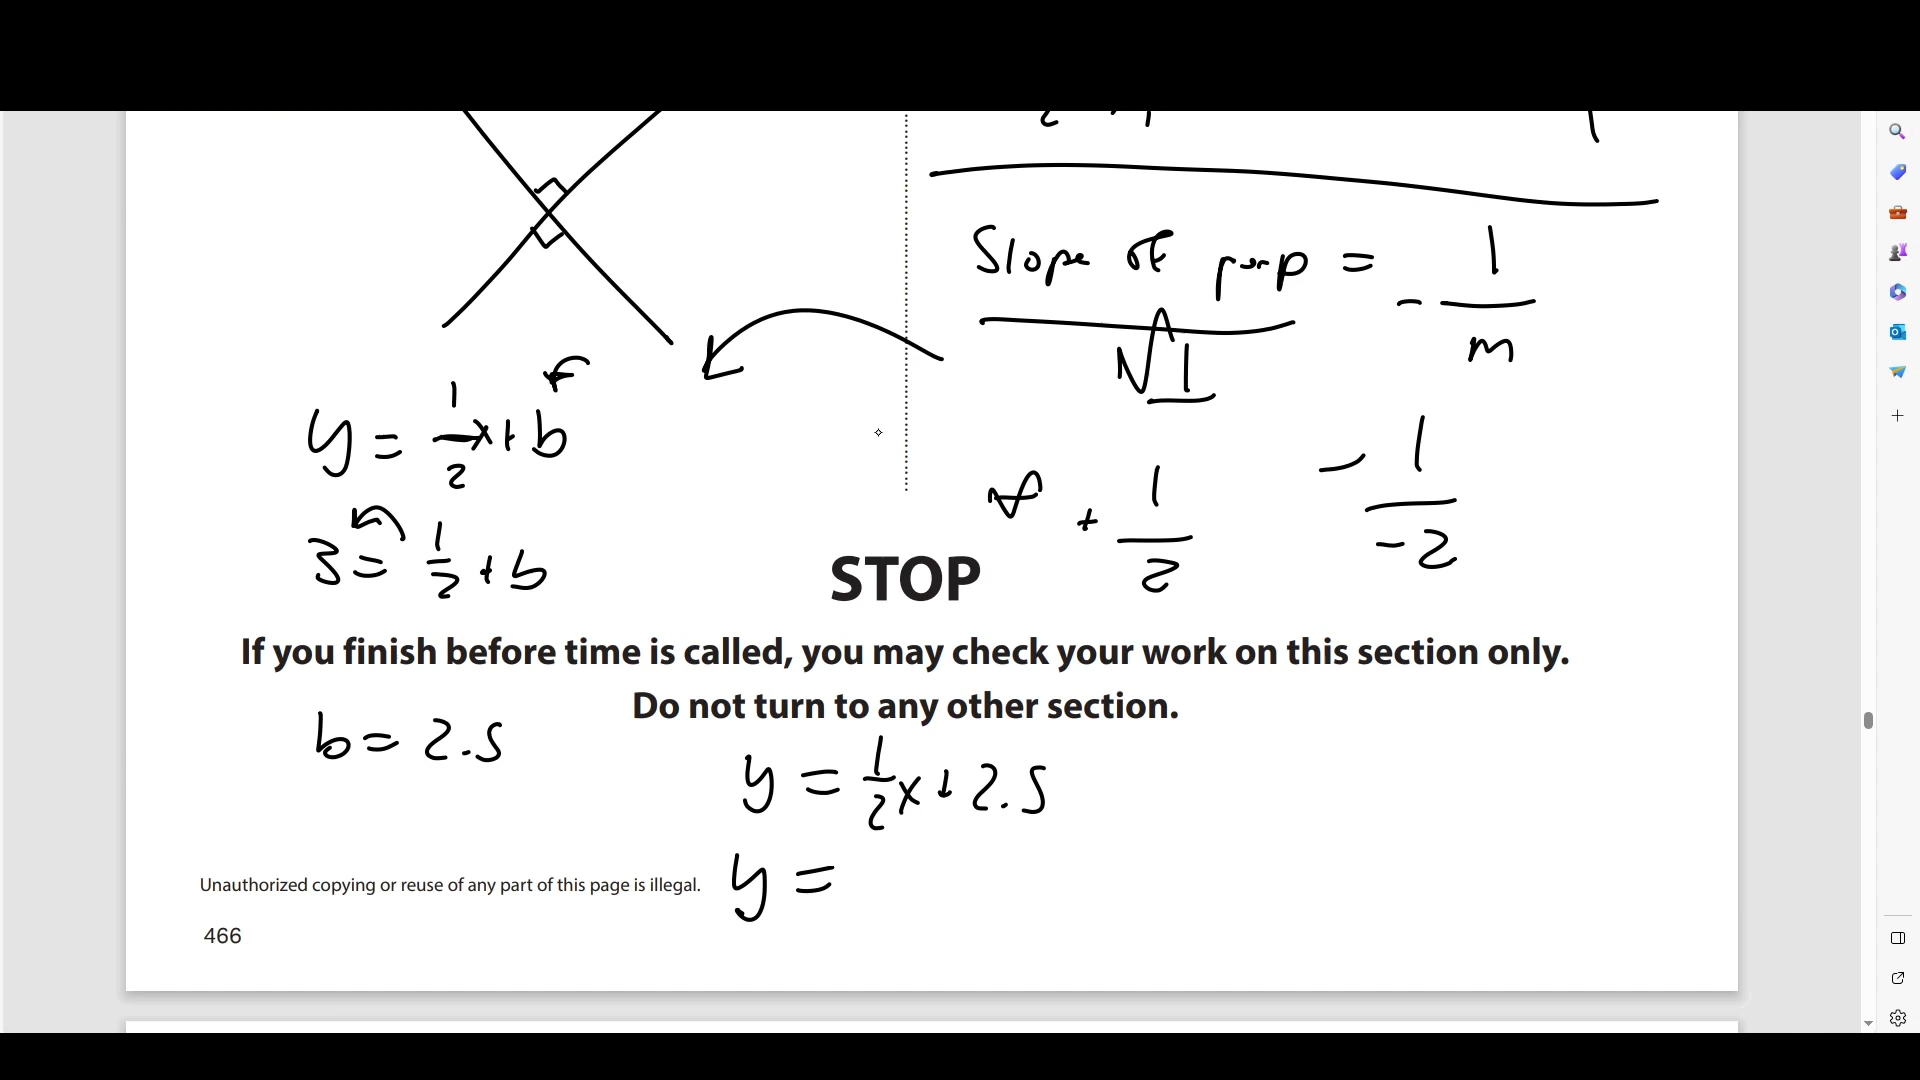 Slope of perp = - 1/m
y = 1/2 x + b
+ 1/2
- 1/-2
3 = 1/2 + b
STOP
If you finish before time is called, you may check your work on this section only.
Do not turn to any other section.
b = 2.5
y = 1/2 x + 2.5
y =
Unauthorized copying or reuse of any part of this page is illegal.
466